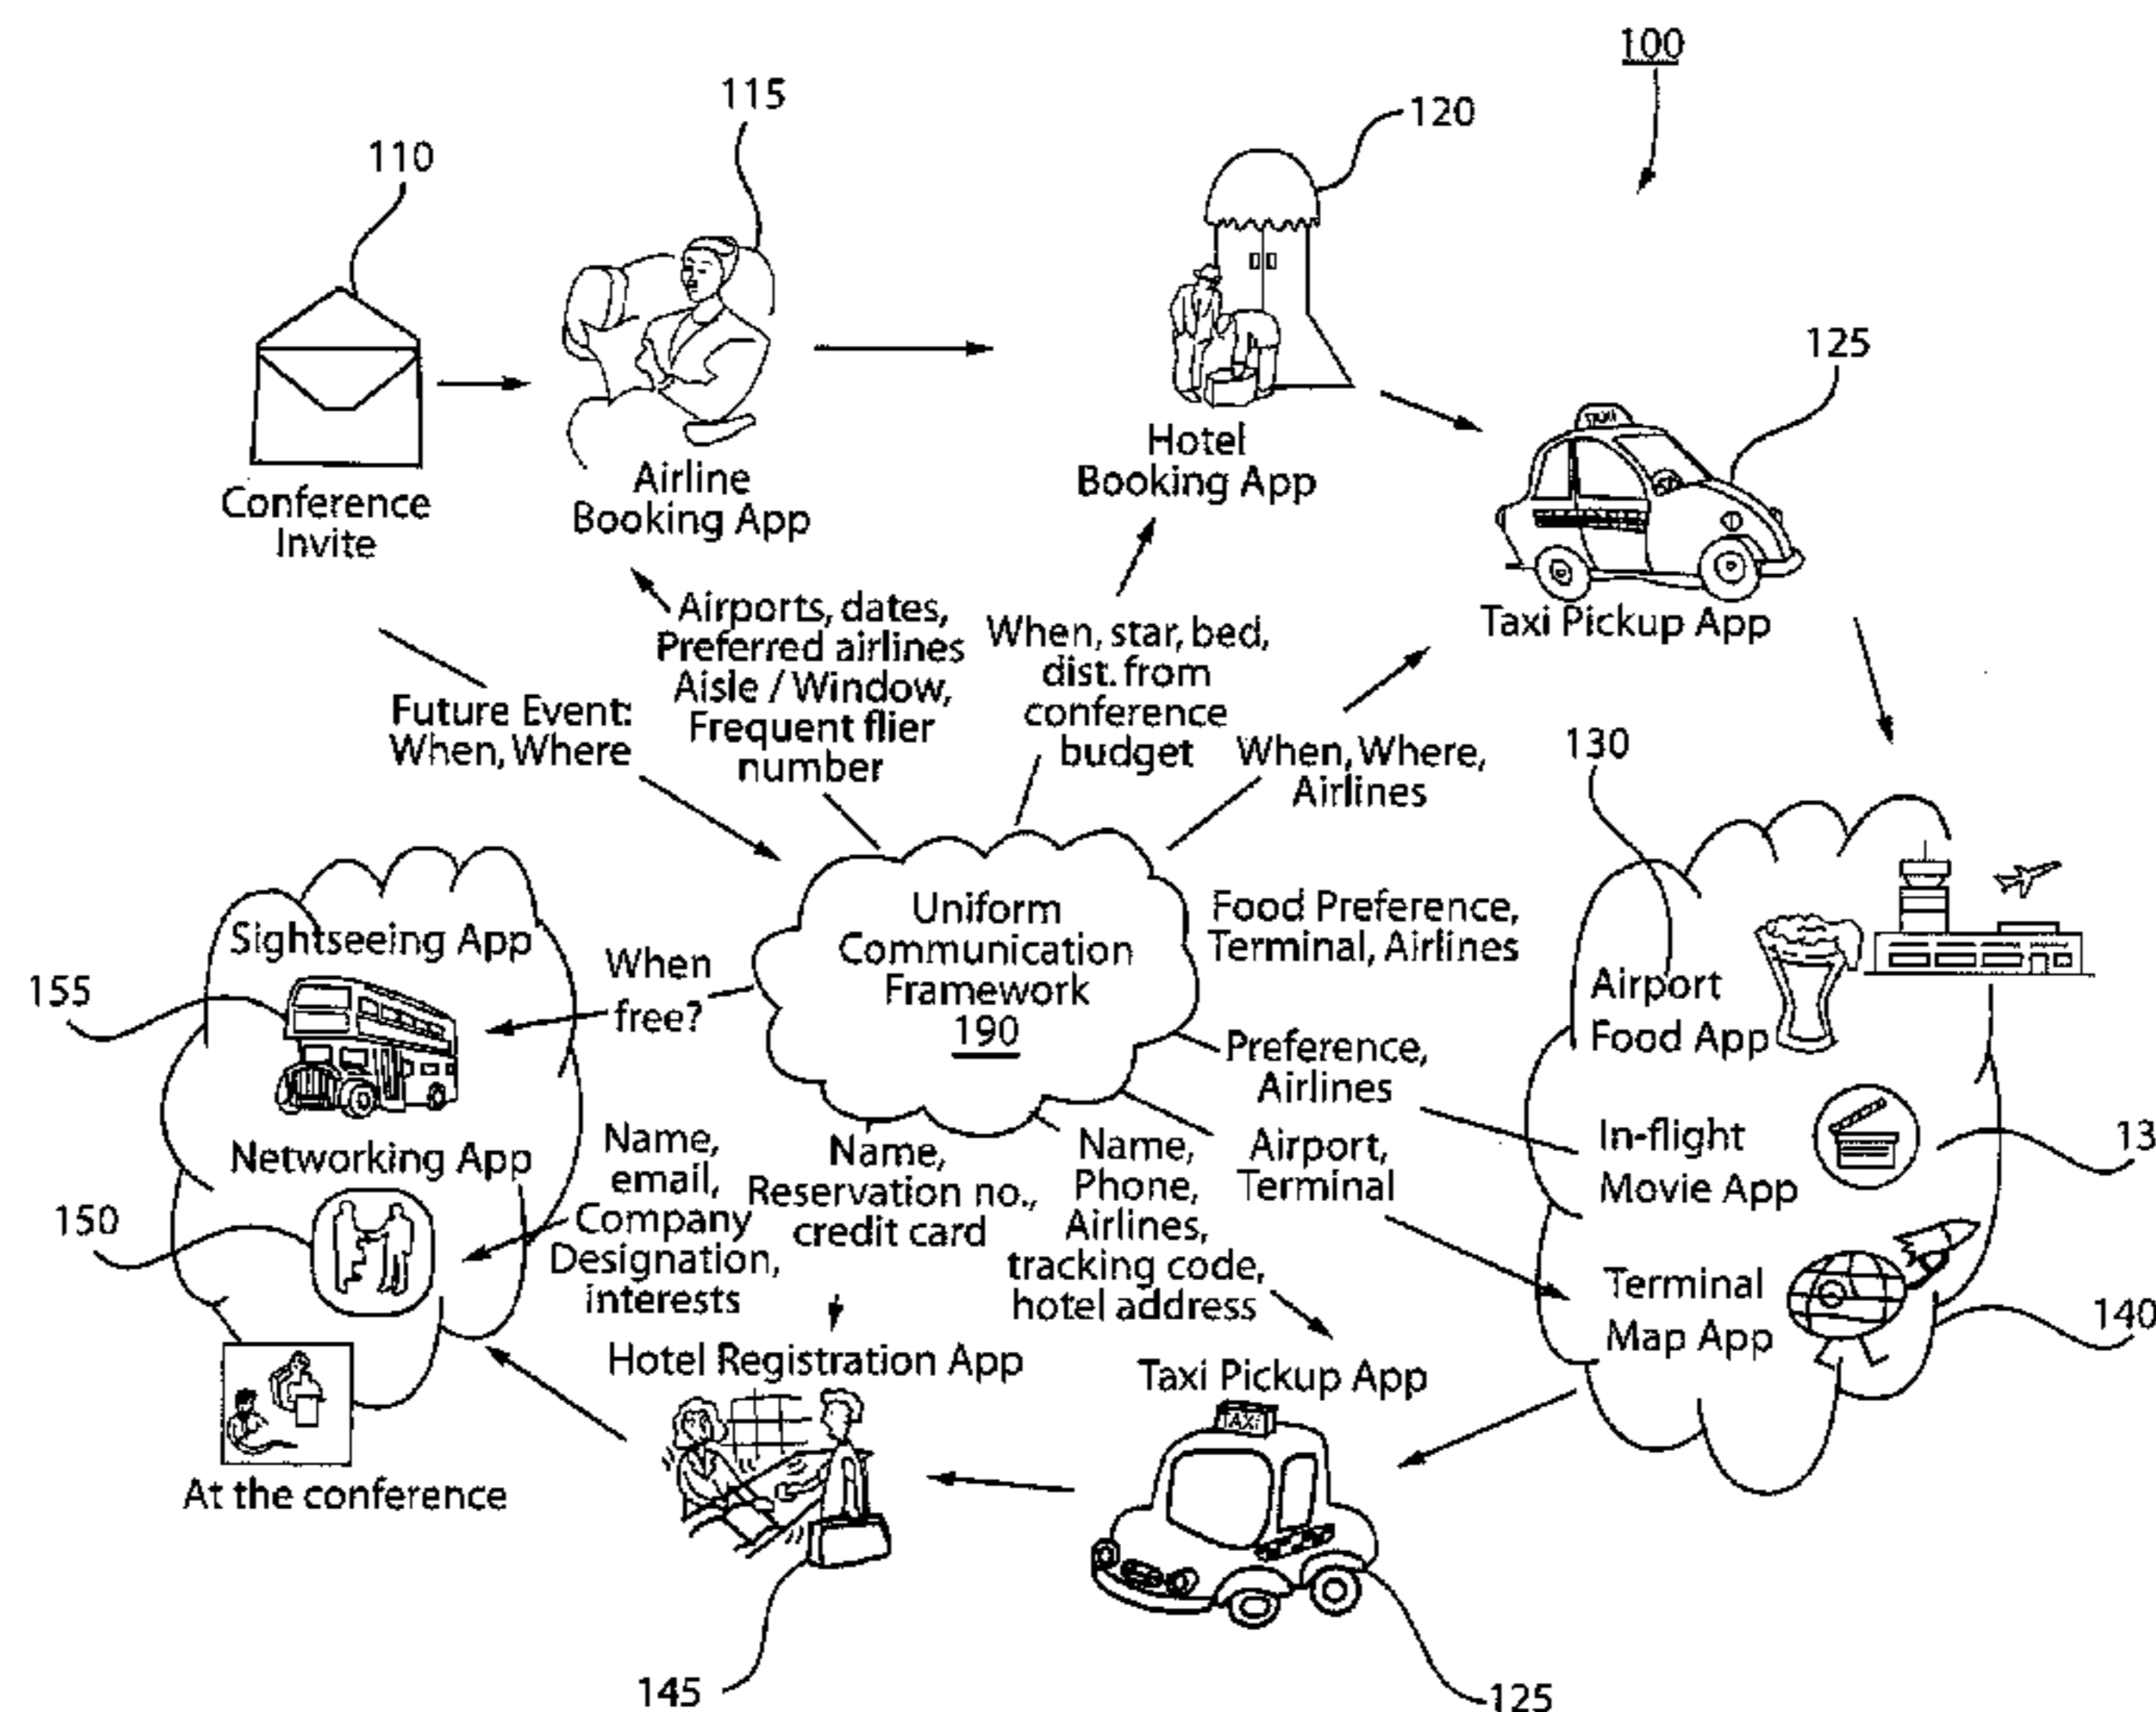 100
115
120
110
125
Conference
Invite
Airline
Booking App
Hotel
Booking App
TAXI
Taxi Pickup App
Future Event:
When, Where
Airports, dates,
Preferred airlines
Aisle / Window,
Frequent flier
number
When, star, bed,
dist. from
conference
budget
When, Where,
Airlines
130
Uniform
Communication
Framework
190
Food Preference,
Terminal, Airlines
Airport
Food App
Sightseeing App
155
When
free?
Preference,
Airlines
In-flight
Movie App
13
Networking App
150
Name,
email,
Company
Designation,
interests
Name,
Reservation no.,
credit card
Name,
Phone,
Airlines,
tracking code,
hotel address
Airport,
Terminal
Terminal
Map App
140
At the conference
Hotel Registration App
145
Taxi Pickup App
TAXI
125